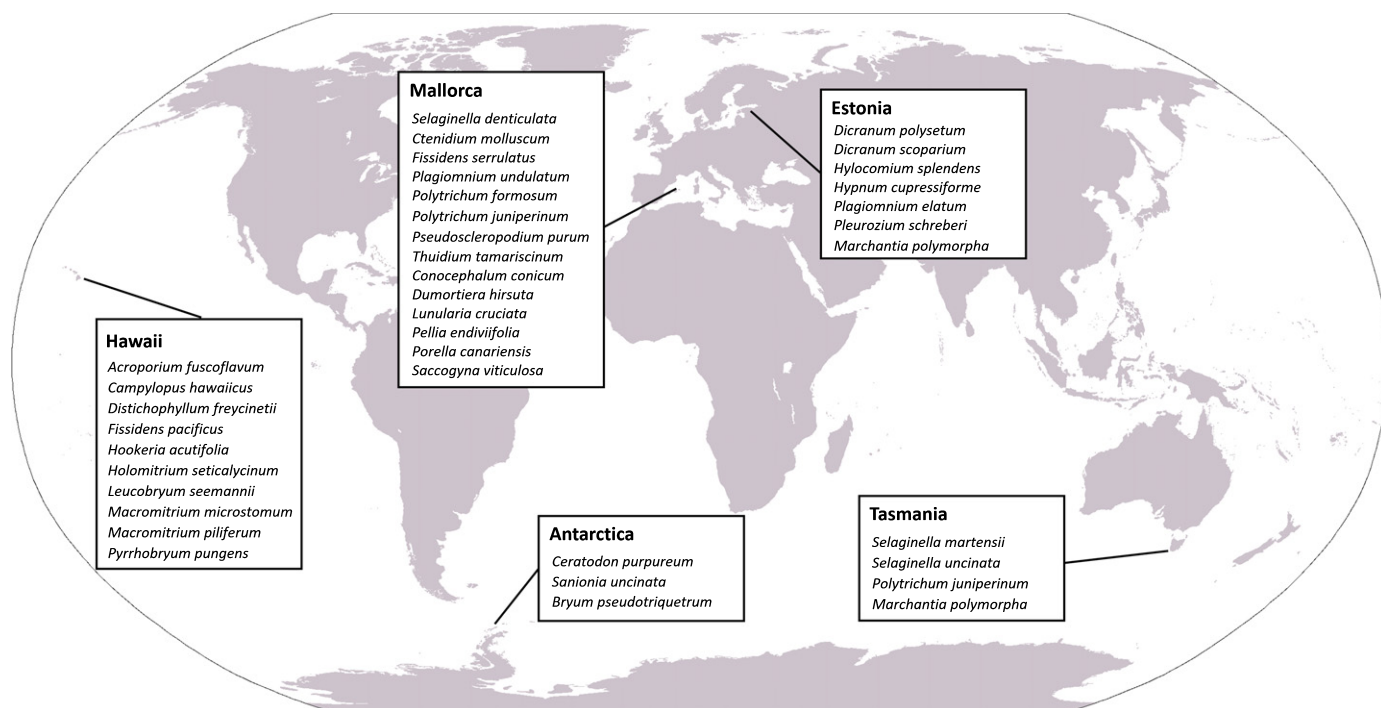 Mallorca
Selaginella denticulata
Ctenidium molluscum
Fissidens serrulatus
Plagiomnium undulatum
Polytrichum formosum
Polytrichum juniperinum
Pseudoscleropodium purum
Thuidium tamariscinum
Conocephalum conicum
Dumortiera hirsuta
Lunularia cruciata
Pellia endiviifolia
Porella canariensis
Saccogyna viticulosa
Estonia
Dicranum polysetum
Dicranum scoparium
Hylocomium splendens
Hypnum cupressiforme
Plagiomnium elatum
Pleurozium schreberi
Marchantia polymorpha
Hawaii
Acroporium fuscoflavum
Campylopus hawaiicus
Distichophyllum freycinetii
Fissidens pacificus
Hookeria acutifolia
Holomitrium seticalycinum
Leucobryum seemannii
Macromitrium microstomum
Macromitrium piliferum
Pyrrhobryum pungens
Antarctica
Ceratodon purpureum
Sanionia uncinata
Bryum pseudotriquetrum
Tasmania
Selaginella martensii
Selaginella uncinata
Polytrichum juniperinum
Marchantia polymorpha